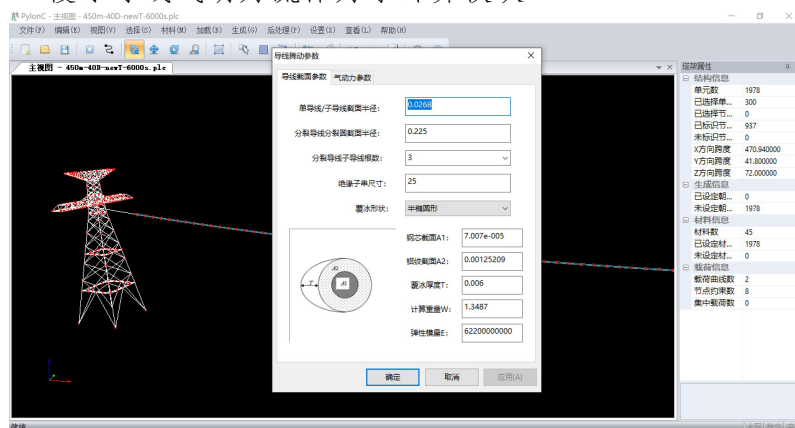 PylonC - 主视图 - 450m-40D-newT-6000s.plc
文件(F) 编辑(E) 视图(V) 选择(S) 材料(M) 加载(B) 生成(G) 后处理(P) 设置(X) 查看(L) 帮助(H)
主视图 - 450m-40D-newT-6000s.plc
导线舞动参数
导线截面参数 气动力参数
单导线/子导线截面半径: 0.0268
分裂导线分裂圆截面半径: 0.225
分裂导线子导线根数: 3
绝缘子串尺寸: 25
覆冰形状: 半椭圆形
钢芯截面A1: 7.007e-005
铝绞截面A2: 0.00125209
覆冰厚度T: 0.006
计算重量W: 1.3487
弹性模量E: 62200000000
A2
T
A1
确定 取消 应用(A)
塔架属性
结构信息
单元数 1978
已选择单... 300
已选择节... 0
已标识节... 937
未标识节... 0
X方向跨度 470.940000
Y方向跨度 41.800000
Z方向跨度 72.000000
生成信息
已设定朝... 0
未设定朝... 1978
材料信息
材料数 45
已设定材... 1978
未设定材... 0
载荷信息
载荷曲线数 2
节点约束数 8
集中载荷数 0